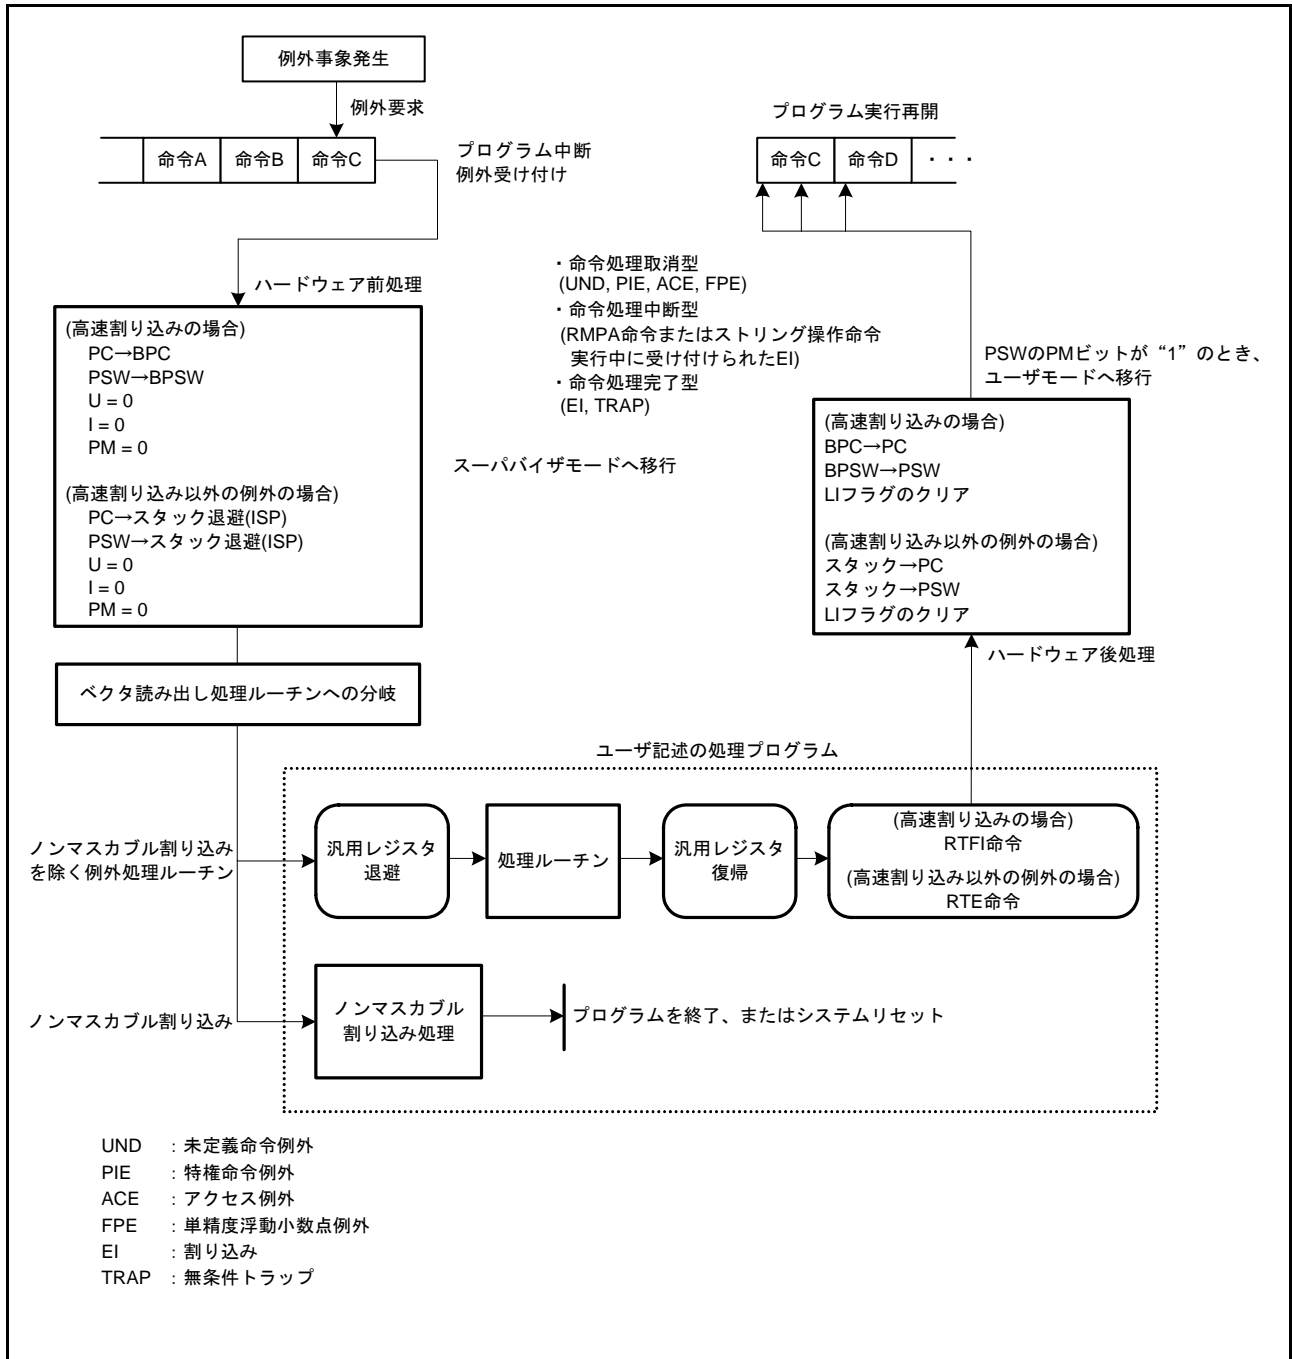 例外事象発生
例外要求
命令A
命令B
命令C
プログラム中断
例外受け付け
プログラム実行再開
命令C
命令D
・・・
ハードウェア前処理
(高速割り込みの場合)
PC→BPC
PSW→BPSW
U = 0
I = 0
PM = 0
(高速割り込み以外の例外の場合)
PC→スタック退避(ISP)
PSW→スタック退避(ISP)
U = 0
I = 0
PM = 0
・命令処理取消型
(UND, PIE, ACE, FPE)
・命令処理中断型
(RMPA命令またはストリング操作命令
実行中に受け付けられたEI)
・命令処理完了型
(EI, TRAP)
スーパバイザモードへ移行
PSWのPMビットが“1”のとき、
ユーザモードへ移行
(高速割り込みの場合)
BPC→PC
BPSW→PSW
LIフラグのクリア
(高速割り込み以外の例外の場合)
スタック→PC
スタック→PSW
LIフラグのクリア
ハードウェア後処理
ベクタ読み出し処理ルーチンへの分岐
ユーザ記述の処理プログラム
ノンマスカブル割り込み
を除く例外処理ルーチン
汎用レジスタ
退避
処理ルーチン
汎用レジスタ
復帰
(高速割り込みの場合)
RTFI命令
(高速割り込み以外の例外の場合)
RTE命令
ノンマスカブル割り込み
ノンマスカブル
割り込み処理
プログラムを終了、またはシステムリセット
UND : 未定義命令例外
PIE : 特権命令例外
ACE : アクセス例外
FPE : 単精度浮動小数点例外
EI : 割り込み
TRAP : 無条件トラップ